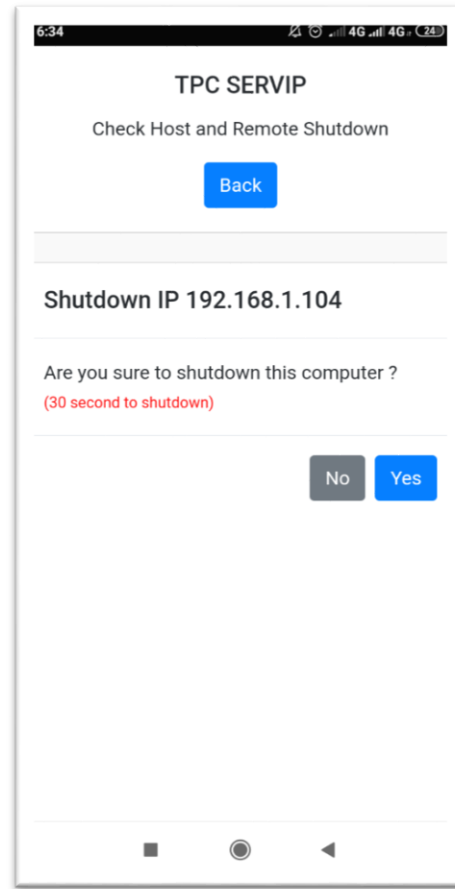 6:34 4G 4G 24
TPC SERVIP
Check Host and Remote Shutdown
Back
Shutdown IP 192.168.1.104
Are you sure to shutdown this computer ?
(30 second to shutdown)
No Yes